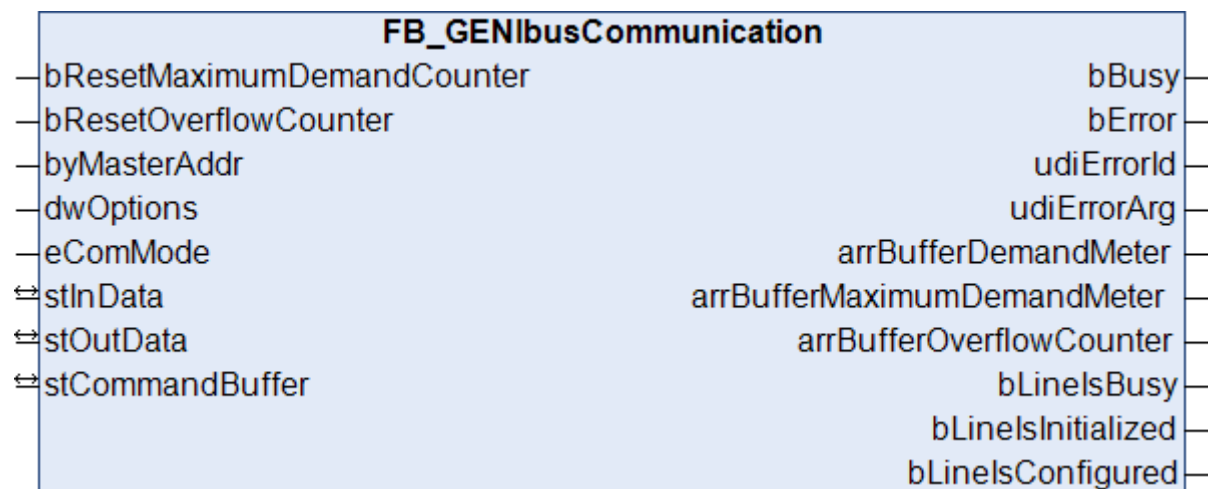 FB_GENIbusCommunication
bResetMaximumDemandCounter bBusy
bResetOverflowCounter bError
byMasterAddr udiErrorId
dwOptions udiErrorArg
eComMode arrBufferDemandMeter
stInData arrBufferMaximumDemandMeter
stOutData arrBufferOverflowCounter
stCommandBuffer bLineIsBusy
bLineIsInitialized
bLineIsConfigured